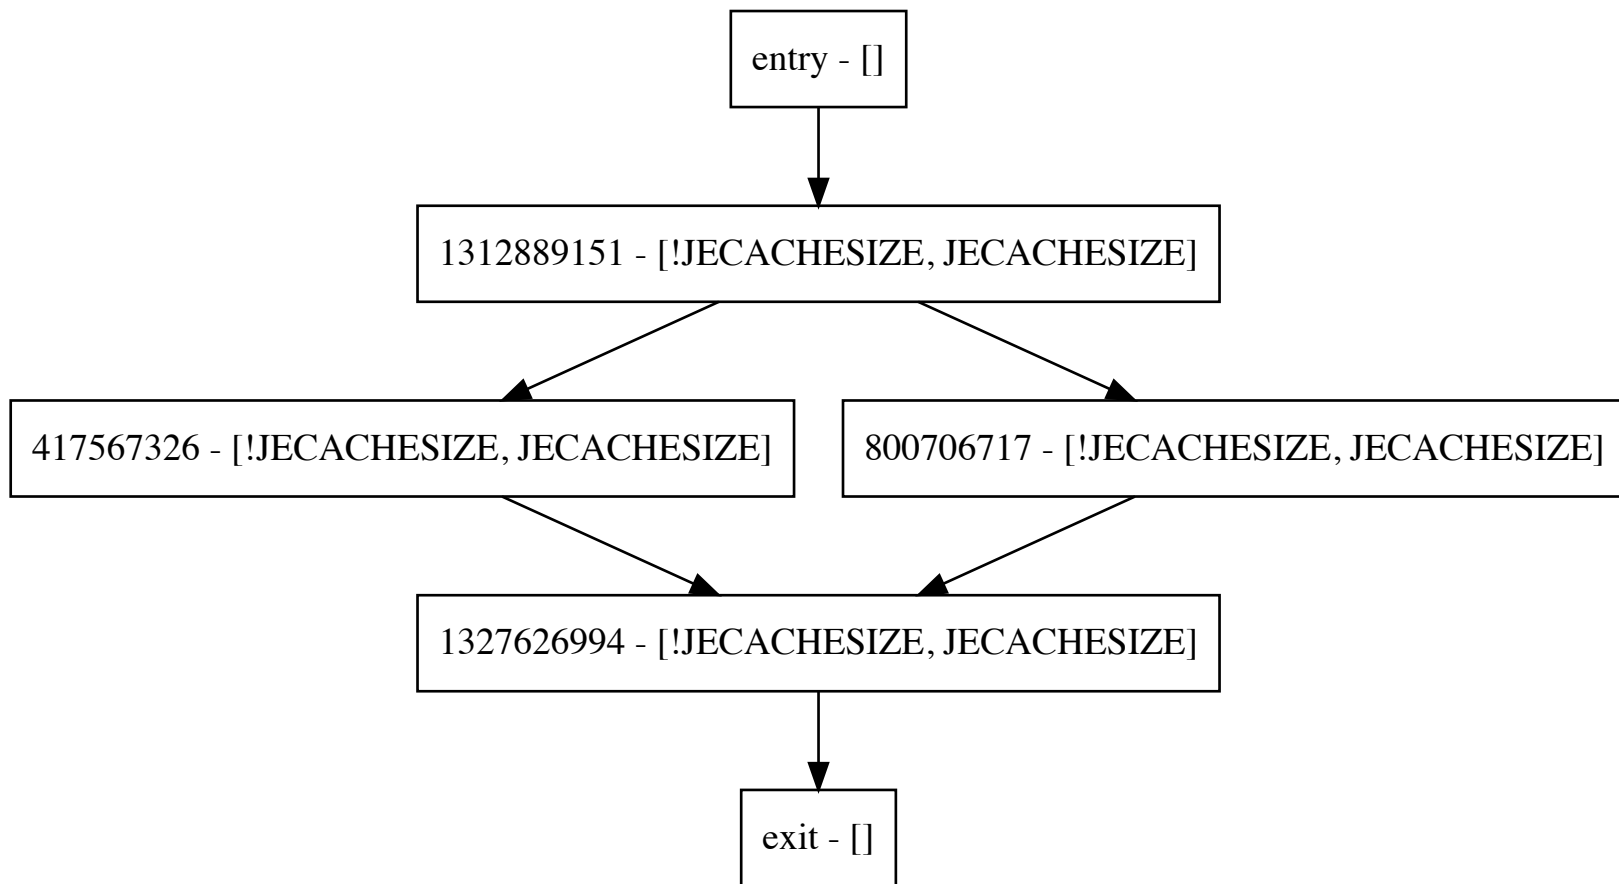 entry - []
1312889151 - [!JECACHESIZE, JECACHESIZE]
417567326 - [!JECACHESIZE, JECACHESIZE]
800706717 - [!JECACHESIZE, JECACHESIZE]
1327626994 - [!JECACHESIZE, JECACHESIZE]
exit - []